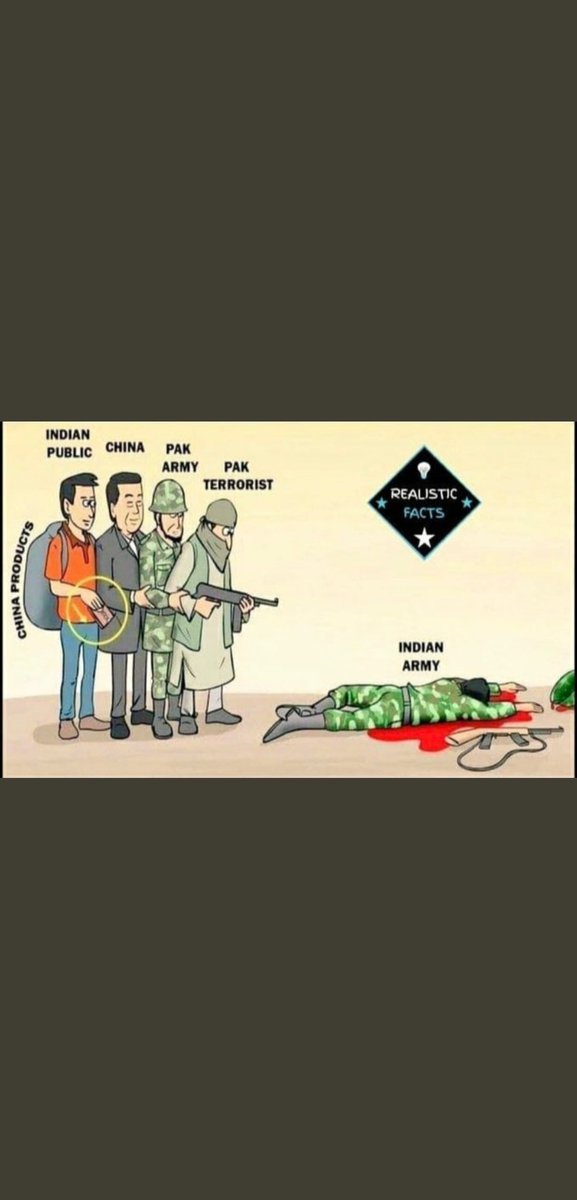 INDIAN
PUBLIC
CHINA
PAK
ARMY
PAK
TERRORIST
CHINA PRODUCTS
REALISTIC
FACTS
INDIAN
ARMY